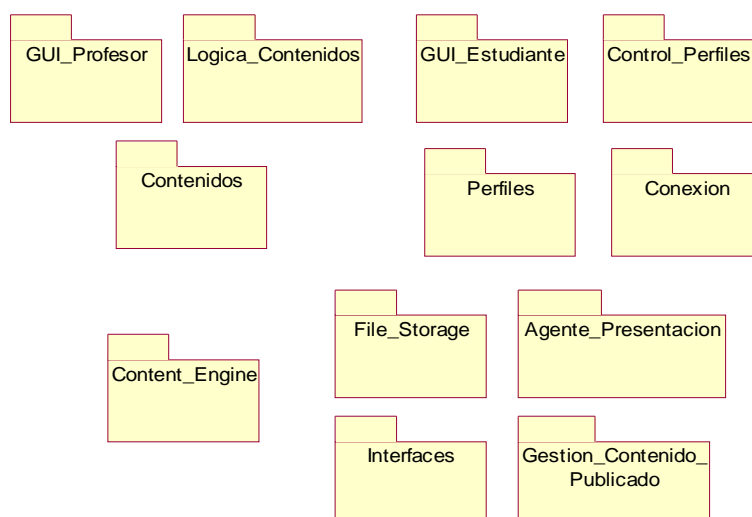 GUI_Profesor
Logica_Contenidos
GUI_Estudiante
Control_Perfiles
Contenidos
Perfiles
Conexion
File_Storage
Agente_Presentacion
Content_Engine
Interfaces
Gestion_Contenido_
Publicado